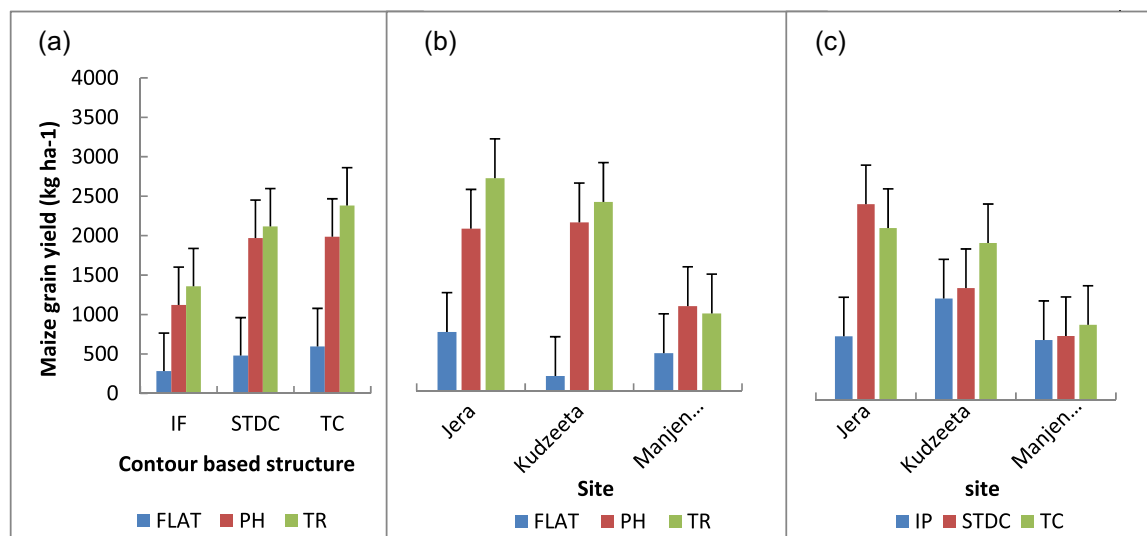 (a)
4000
3500
3000
2500
2000
1500
1000
500
0
Maize grain yield (kg ha-1)
IF STDC TC
Contour based structure
FLAT PH TR
(b)
Jera Kudzeeta Manjen...
Site
FLAT PH TR
(c)
Jera Kudzeeta Manjen...
site
IP STDC TC